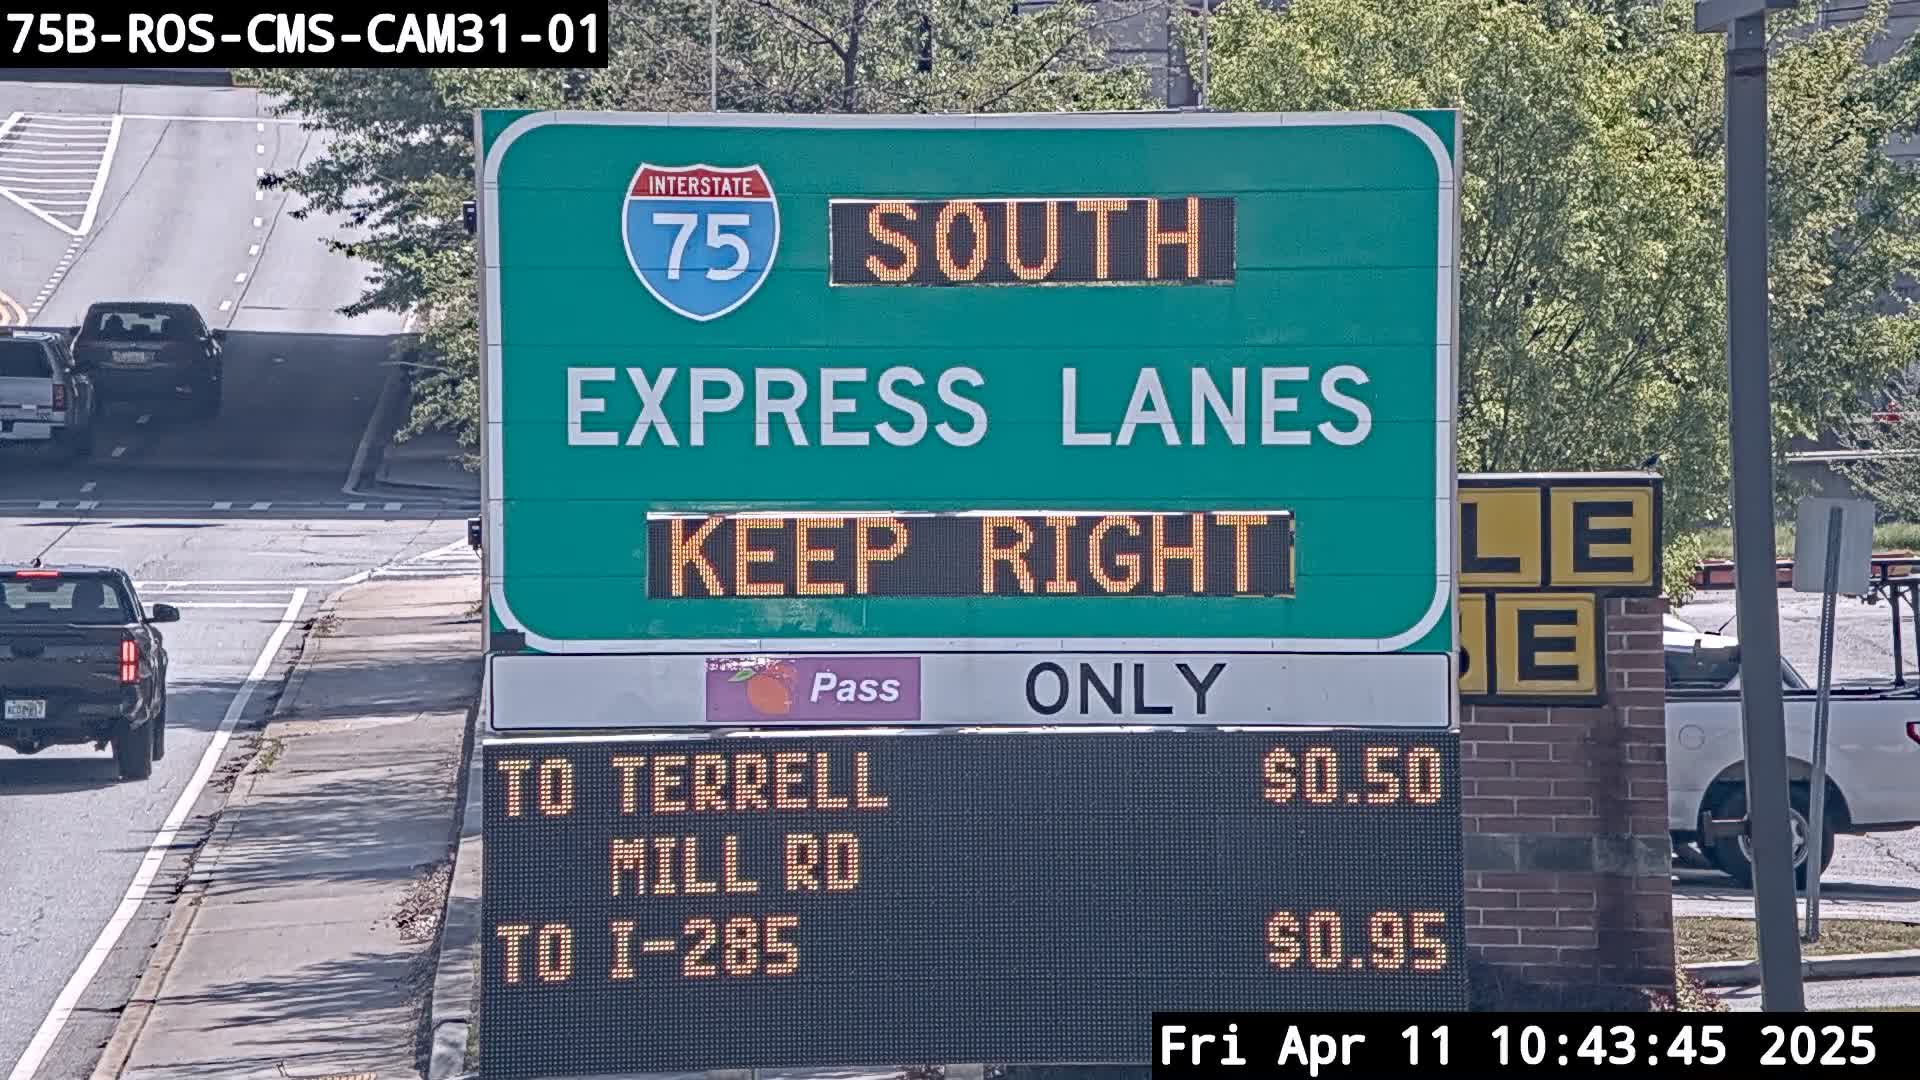 75B-ROS-CMS-CAM31-01
INTERSTATE
75
SOUTH
EXPRESS LANES
KEEP RIGHT
Pass ONLY
TO TERRELL $0.50
MILL RD
TO I-285 $0.95
LE
E
Fri Apr 11 10:43:45 2025